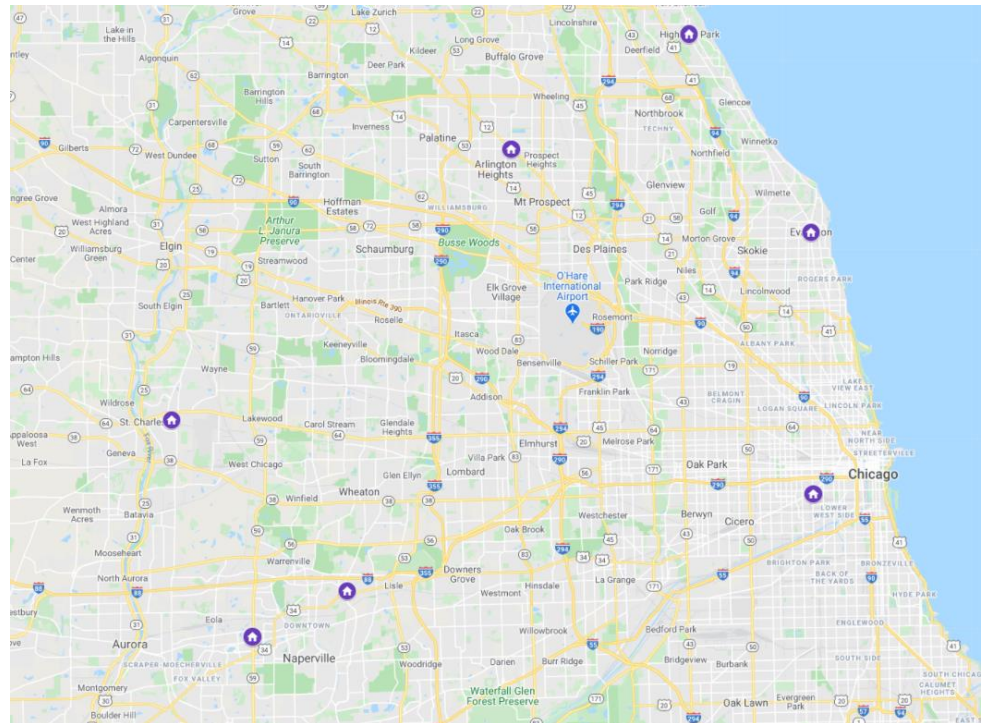 Grove
Lake Zurich
Lincolnshire
Lake in
the Hills
Long Grove
Highland Park
Kildeer
Deerfield
Algonquin
Buffalo Grove
Deer Park
Barrington
Barrington
Hills
Wheeling
Glencoe
Carpentersville
Northbrook
Inverness
TECHNY
Palatine
Winnetka
Gilberts
West Dundee
Sutton
South
Barrington
Arlington
Heights
Prospect
Heights
Northfield
Glenview
Wilmette
Hoffman
Estates
Mt Prospect
WILLIAMSBURG
Golf
Almora
West Highland
Acres
Arthur
L. Janura
Preserve
Busse Woods
Morton Grove
Evanston
Elgin
Schaumburg
Des Plaines
Skokie
Williamsburg
Green
Center
Streamwood
O'Hare
International
Airport
Niles
Park Ridge
ROGERS PARK
Elk Grove
Village
Lincolnwood
South Elgin
Bartlett
Hanover Park
Illinois Rte 390
ONTARIOVILLE
Roselle
Rosemont
Itasca
ALBANY PARK
Keeneyville
Wood Dale
Schiller Park
Norridge
Bloomingdale
Bensenville
Wayne
LAKE
VIEW EAST
Franklin Park
BELMONT
CRAGIN
Addison
LOGAN SQUARE
LINCOLN PARK
Wildrose
St. Charles
Lakewood
Carol Stream
Glendale
Heights
NEAR
NORTH SIDE
Elmhurst
Melrose Park
STREETERVILLE
Fox River
Geneva
La Fox
West Chicago
Villa Park
Oak Park
Chicago
Glen Ellyn
Lombard
Wheaton
Winfield
LOWER
WEST SIDE
Wenmoth
Acres
Batavia
Westchester
Berwyn
Cicero
Oak Brook
Mooseheart
Warrenville
BRIGHTON PARK
BRONZEVILLE
North Aurora
Lisle
Downers
Grove
Hinsdale
La Grange
BACK OF
THE YARDS
Westmont
HYDE PARK
Eola
DOWNTOWN
ENGLEWOOD
Aurora
Willowbrook
Bedford Park
Naperville
SOUTH SIDE
SCRAPER-MOECHERVILLE
FOX VALLEY
Woodridge
Darien
Burr Ridge
Bridgeview
Burbank
Montgomery
Waterfall Glen
Forest Preserve
CALUMET
HEIGHTS
Boulder Hill
Oak Lawn
Evergreen
Park